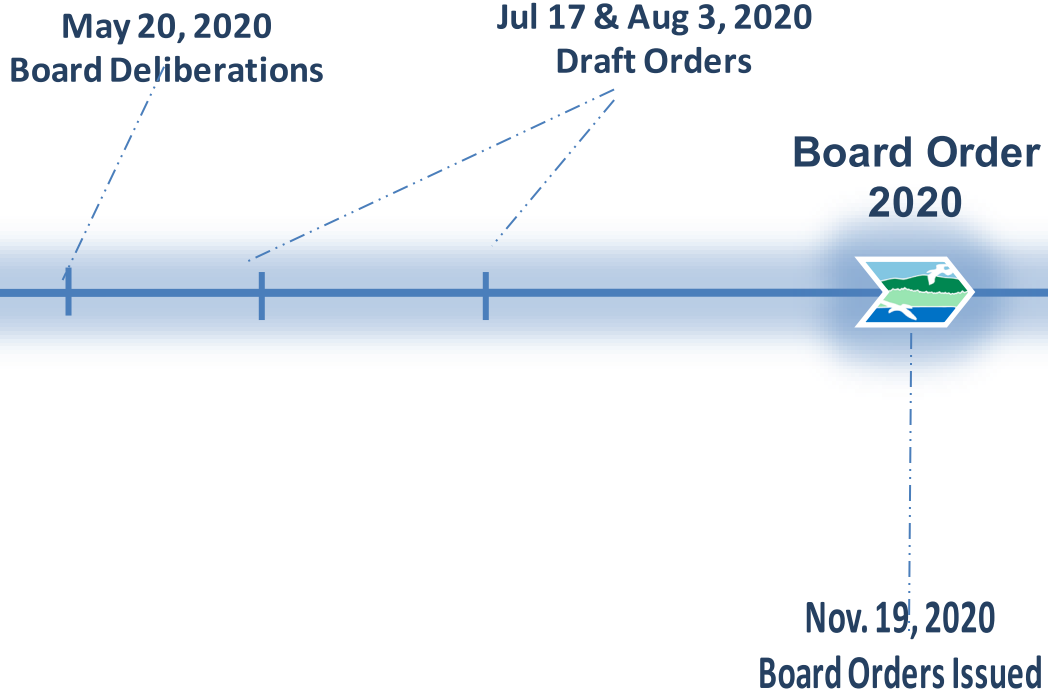 May 20, 2020
Board Deliberations
Jul 17 & Aug 3, 2020
Draft Orders
Board Order
2020
Nov. 19, 2020
Board Orders Issued